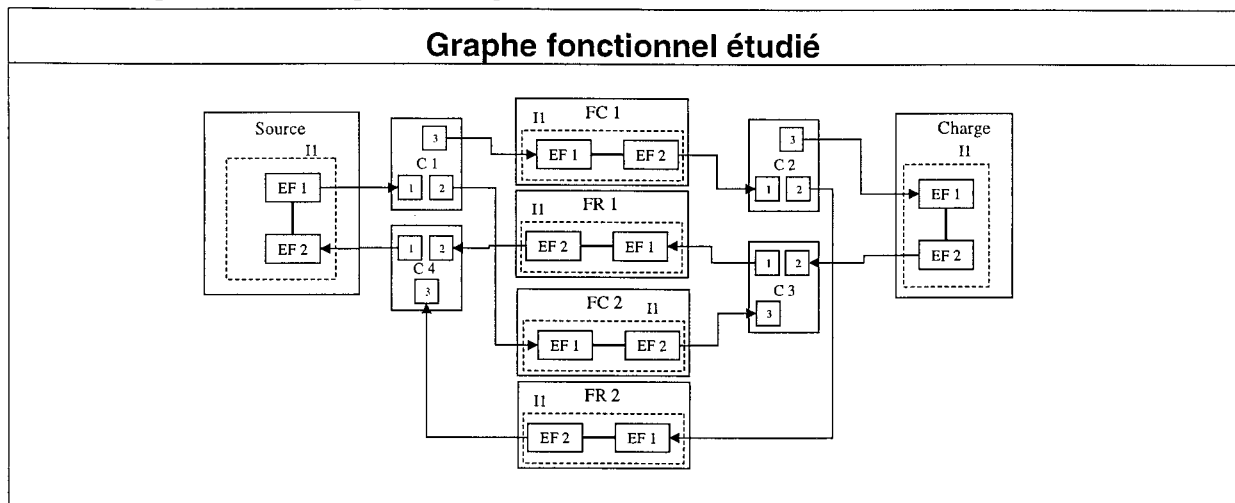 Graphe fonctionnel étudié
Source
I1
EF 1
EF 2
3
C 1
1 2
1 2
C 4
3
FC 1
I1
EF 1 EF 2
FR 1
I1
EF 2 EF 1
FC 2
I1
EF 1 EF 2
FR 2
I1
EF 2 EF 1
3
C 2
1 2
1 2
C 3
3
Charge
I1
EF 1
EF 2